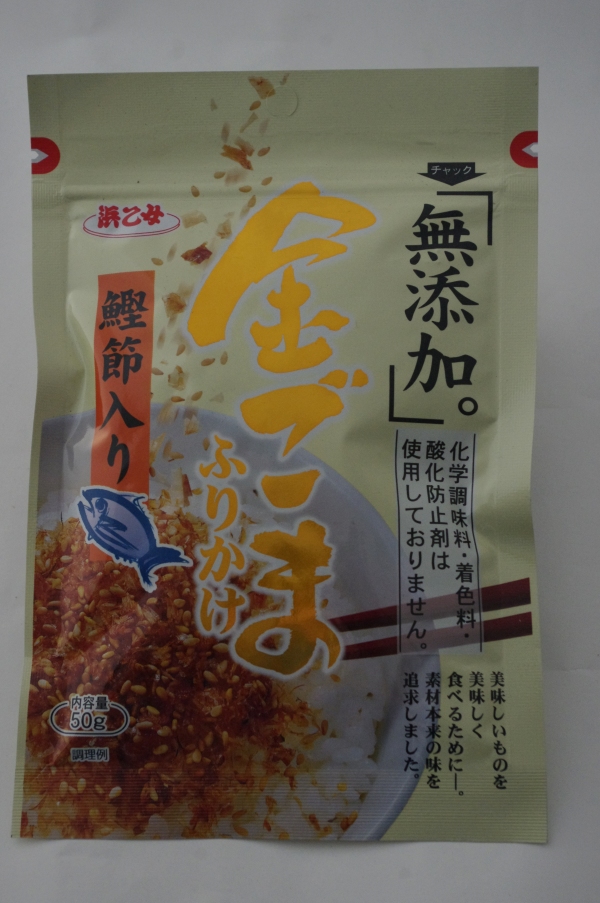 チャック
「無添加。」
化学調味料・着色料・
酸化防止剤は
使用しておりません。
美味しいものを
美味しく
食べるために―。
素材本来の味を
追求しました。
金ごま
ふりかけ
浜乙女
鰹節入り
内容量
50g
調理例